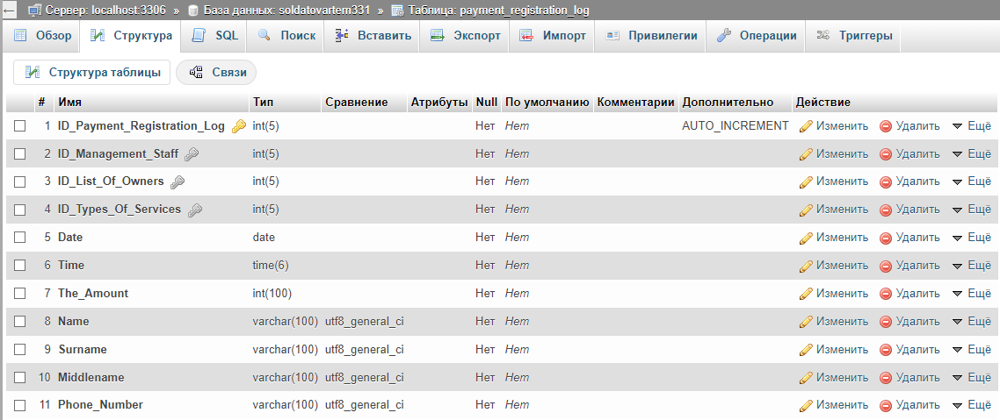 ← Сервер: localhost:3306 » База данных: soldatovartem331 » Таблица: payment_registration_log
Обзор Структура SQL Поиск Вставить Экспорт Импорт Привилегии Операции Триггеры
Структура таблицы Связи
# Имя Тип Сравнение Атрибуты Null По умолчанию Комментарии Дополнительно Действие
1 ID_Payment_Registration_Log int(5) Нет Нет AUTO_INCREMENT Изменить Удалить Ещё
2 ID_Management_Staff int(5) Нет Нет Изменить Удалить Ещё
3 ID_List_Of_Owners int(5) Нет Нет Изменить Удалить Ещё
4 ID_Types_Of_Services int(5) Нет Нет Изменить Удалить Ещё
5 Date date Нет Нет Изменить Удалить Ещё
6 Time time(6) Нет Нет Изменить Удалить Ещё
7 The_Amount int(100) Нет Нет Изменить Удалить Ещё
8 Name varchar(100) utf8_general_ci Нет Нет Изменить Удалить Ещё
9 Surname varchar(100) utf8_general_ci Нет Нет Изменить Удалить Ещё
10 Middlename varchar(100) utf8_general_ci Нет Нет Изменить Удалить Ещё
11 Phone_Number varchar(100) utf8_general_ci Нет Нет Изменить Удалить Ещё